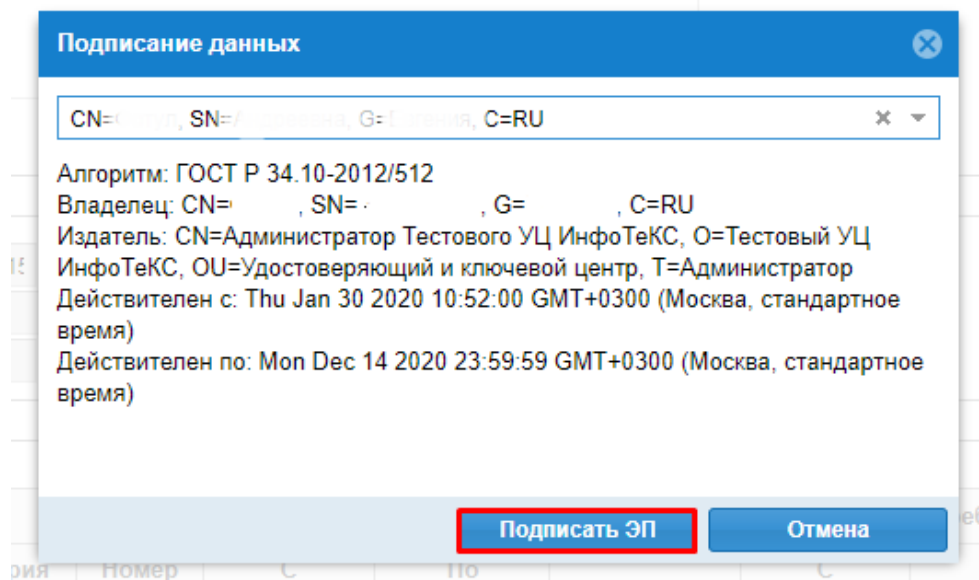 Подписание данных
CN= , SN= , G= , C=RU
Алгоритм: ГОСТ Р 34.10-2012/512
Владелец: CN= , SN= , G= , C=RU
Издатель: CN=Администратор Тестового УЦ ИнфоТеКС, O=Тестовый УЦ
ИнфоТеКС, OU=Удостоверяющий и ключевой центр, T=Администратор
Действителен с: Thu Jan 30 2020 10:52:00 GMT+0300 (Москва, стандартное
время)
Действителен по: Mon Dec 14 2020 23:59:59 GMT+0300 (Москва, стандартное
время)
Подписать ЭП Отмена
Номер С По С